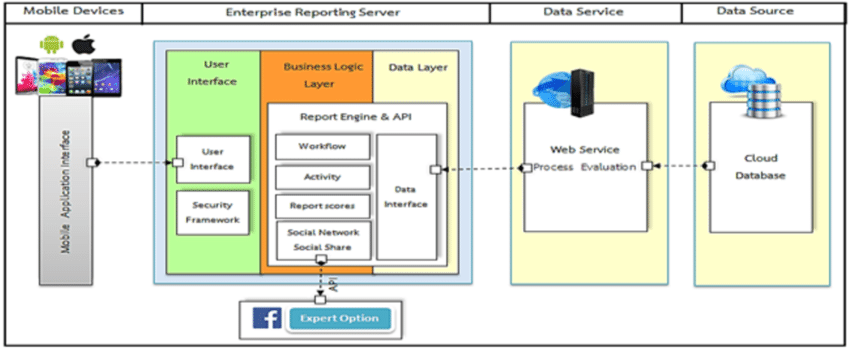 Mobile Devices
Enterprise Reporting Server
Data Service
Data Source
Mobile Application Interface
User
Interface
Business Logic
Layer
Data Layer
User
Interface
Security
Framework
Report Engine & API
Workflow
Activity
Report scores
Social Network
Social Share
Data
Interface
Web Service
Process Evaluation
Cloud
Database
API
f
Expert Option